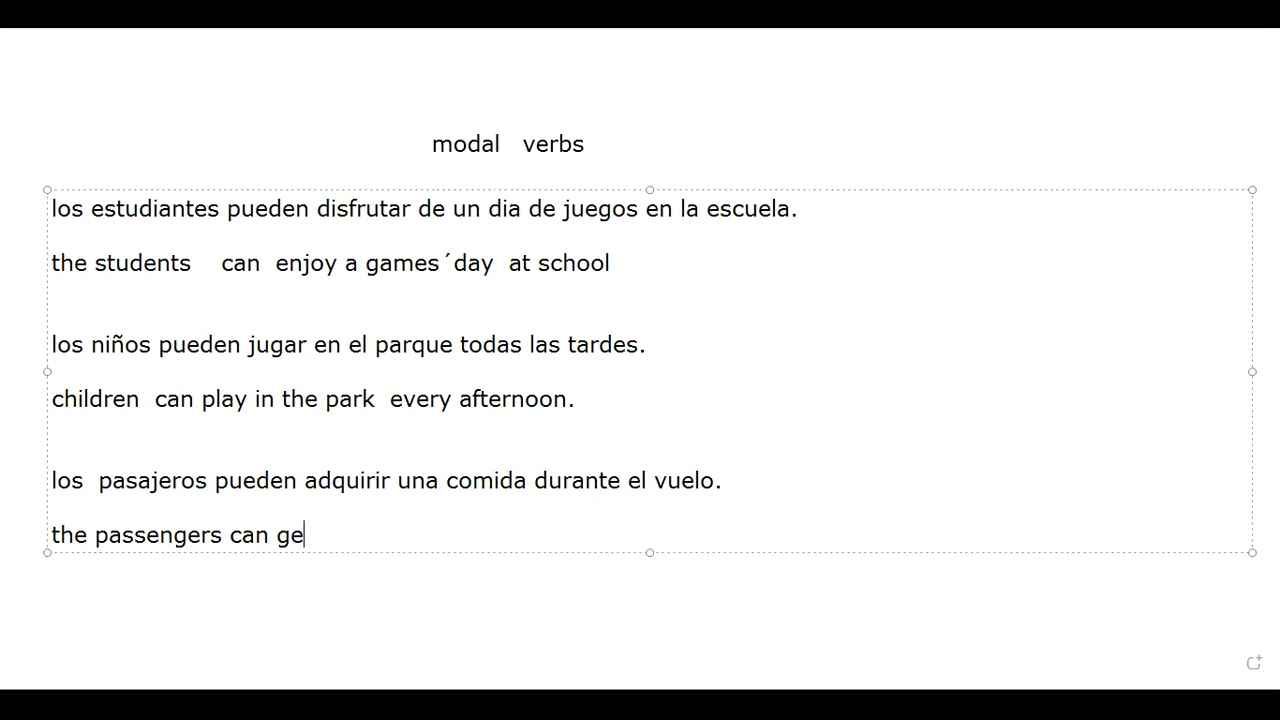 modal verbs
los estudiantes pueden disfrutar de un dia de juegos en la escuela.
the students can enjoy a games´day at school
los niños pueden jugar en el parque todas las tardes.
children can play in the park every afternoon.
los pasajeros pueden adquirir una comida durante el vuelo.
the passengers can ge